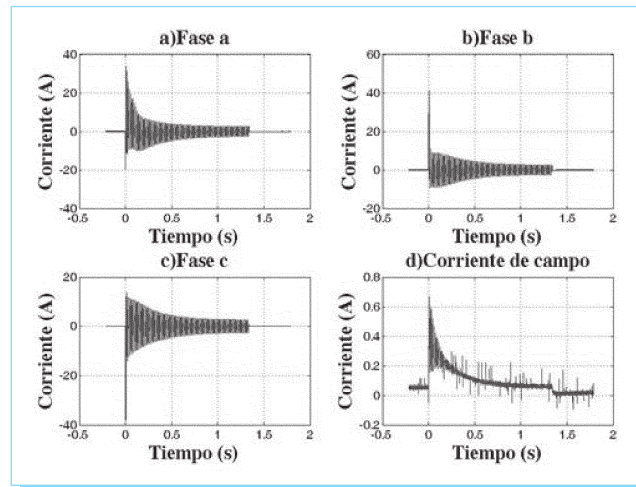 a)Fase a
Corriente (A)
40
20
0
-20
-40
-0.5 0 0.5 1 1.5 2
Tiempo (s)
b)Fase b
Corriente (A)
60
40
20
0
-20
-0.5 0 0.5 1 1.5 2
Tiempo (s)
c)Fase c
Corriente (A)
20
0
-20
-40
-0.5 0 0.5 1 1.5 2
Tiempo (s)
d)Corriente de campo
Corriente (A)
0.8
0.6
0.4
0.2
0
-0.2
-0.5 0 0.5 1 1.5 2
Tiempo (s)